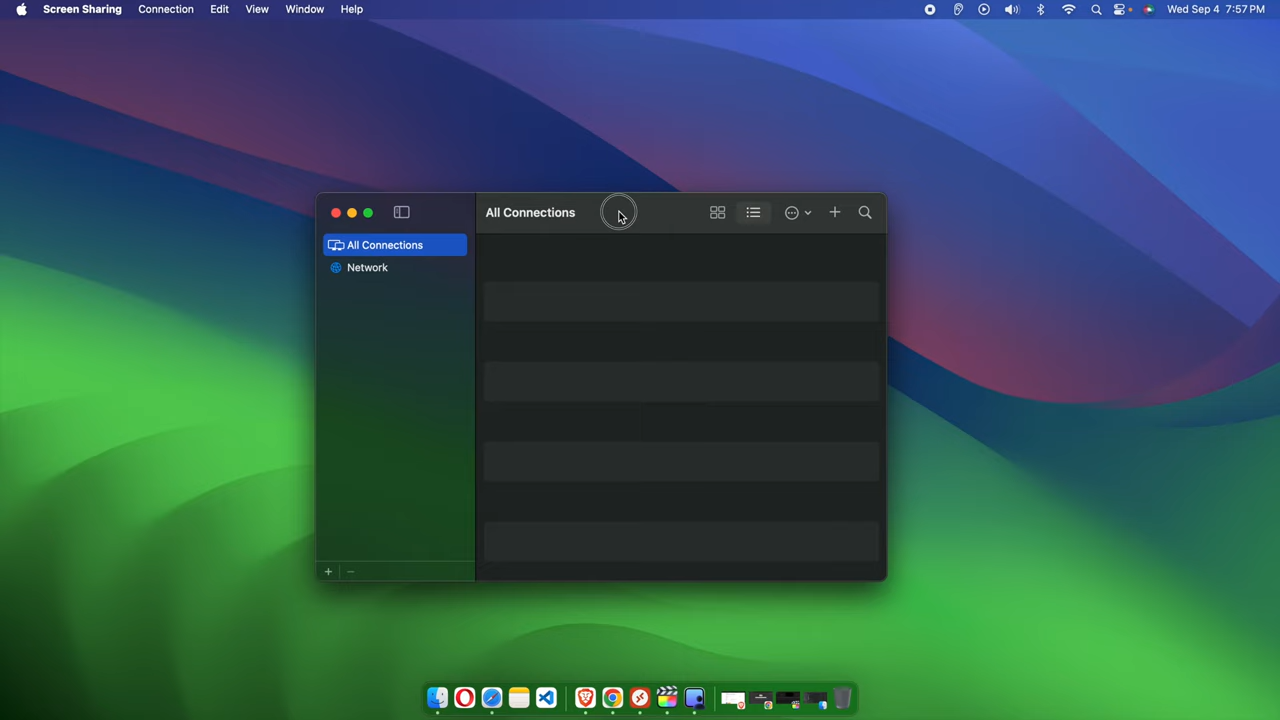 Screen Sharing Connection Edit View Window Help Wed Sep 4 7:57 PM
All Connections
All Connections
Network